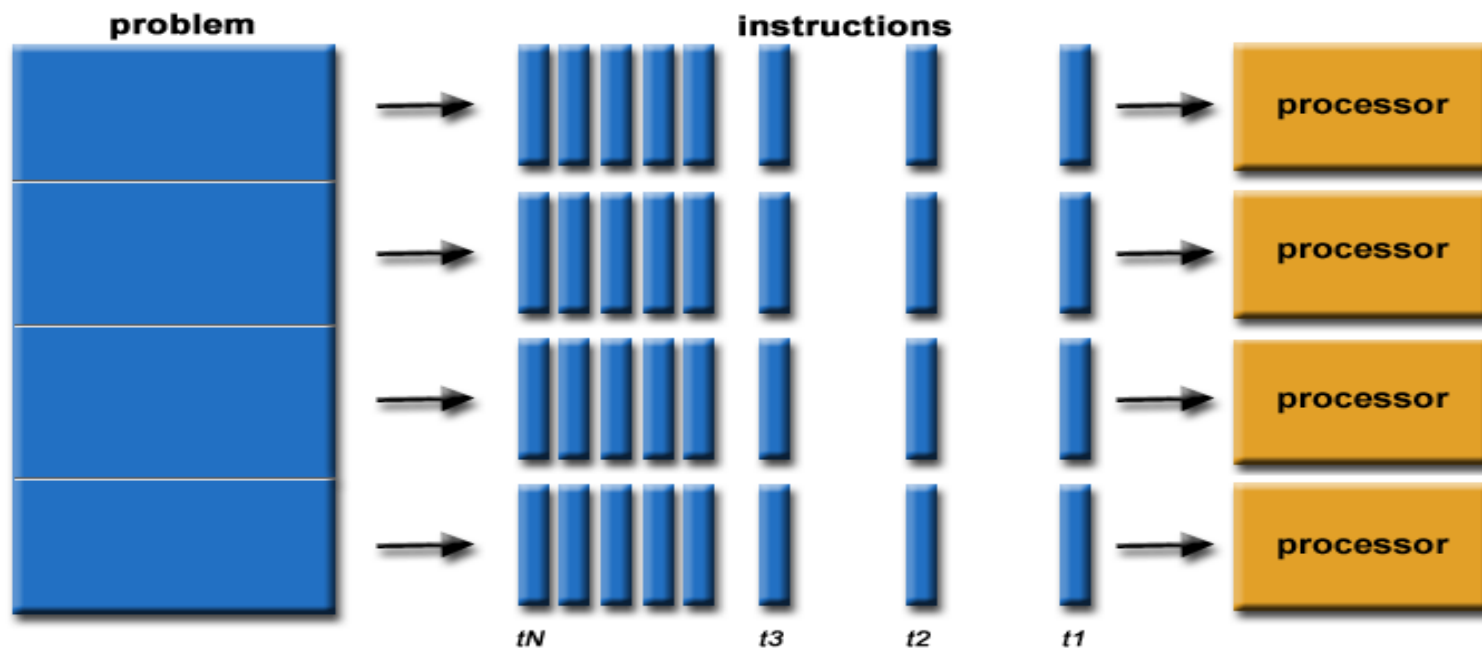 problem
instructions
processor
processor
processor
processor
tN t3 t2 t1